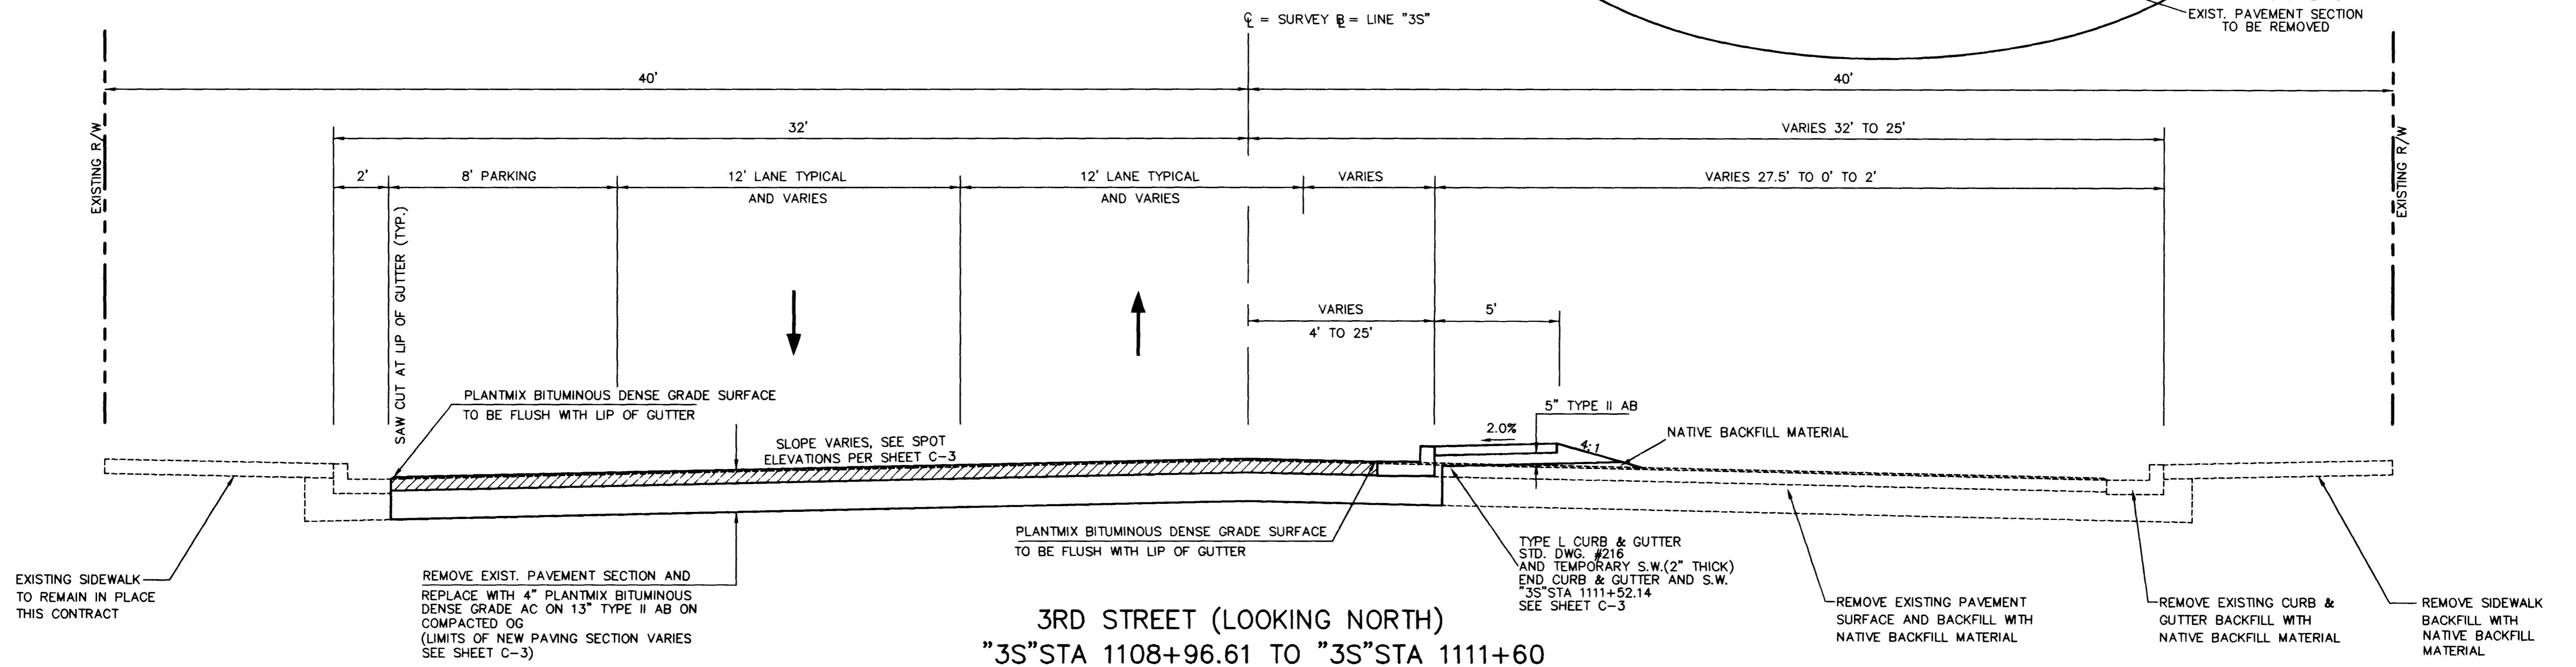 ℄ = SURVEY ⅊ = LINE "3S"
EXIST. PAVEMENT SECTION
TO BE REMOVED
40'
40'
32'
VARIES 32' TO 25'
EXISTING R/W
EXISTING R/W
2'
8' PARKING
12' LANE TYPICAL
AND VARIES
12' LANE TYPICAL
AND VARIES
VARIES
VARIES 27.5' TO 0' TO 2'
SAW CUT AT LIP OF GUTTER (TYP.)
VARIES
4' TO 25'
5'
PLANTMIX BITUMINOUS DENSE GRADE SURFACE
TO BE FLUSH WITH LIP OF GUTTER
SLOPE VARIES, SEE SPOT
ELEVATIONS PER SHEET C-3
5" TYPE II AB
2.0%
4:1
NATIVE BACKFILL MATERIAL
PLANTMIX BITUMINOUS DENSE GRADE SURFACE
TO BE FLUSH WITH LIP OF GUTTER
EXISTING SIDEWALK
TO REMAIN IN PLACE
THIS CONTRACT
REMOVE EXIST. PAVEMENT SECTION AND
REPLACE WITH 4" PLANTMIX BITUMINOUS
DENSE GRADE AC ON 13" TYPE II AB ON
COMPACTED OG
(LIMITS OF NEW PAVING SECTION VARIES
SEE SHEET C-3)
TYPE L CURB & GUTTER
STD. DWG. #216
AND TEMPORARY S.W.(2" THICK)
END CURB & GUTTER AND S.W.
"3S"STA 1111+52.14
SEE SHEET C-3
REMOVE EXISTING PAVEMENT
SURFACE AND BACKFILL WITH
NATIVE BACKFILL MATERIAL
REMOVE EXISTING CURB &
GUTTER BACKFILL WITH
NATIVE BACKFILL MATERIAL
REMOVE SIDEWALK
BACKFILL WITH
NATIVE BACKFILL
MATERIAL
3RD STREET (LOOKING NORTH)
"3S"STA 1108+96.61 TO "3S"STA 1111+60